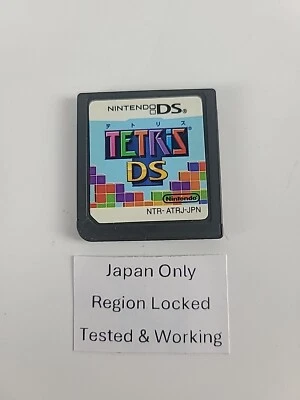 NINTENDO DS
テトリス
TETRIS
DS
Nintendo
NTR-ATRJ-JPN
Japan Only
Region Locked
Tested & Working